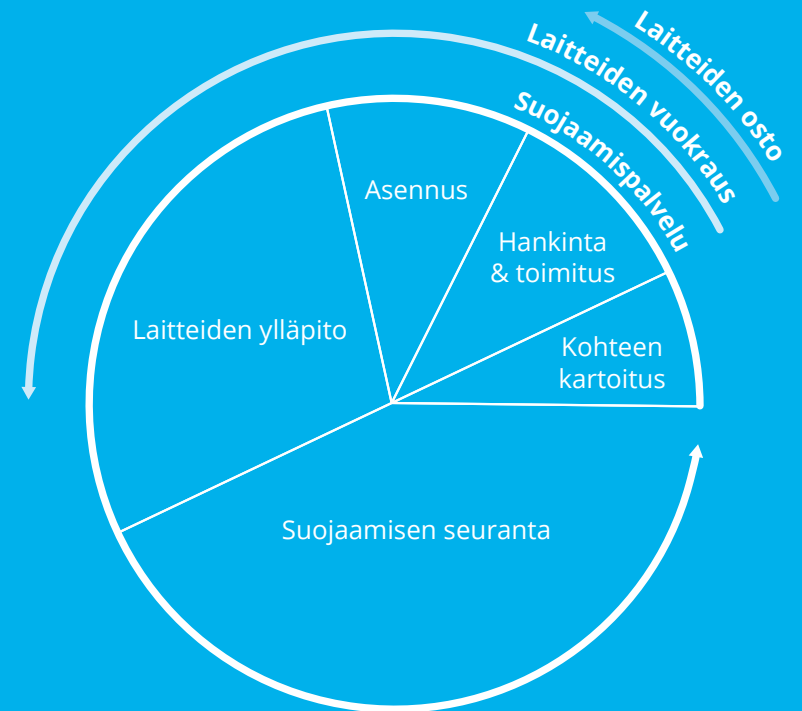 Laitteiden osto
Laitteiden vuokraus
Suojaamispalvelu
Asennus
Hankinta
& toimitus
Laitteiden ylläpito
Kohteen
kartoitus
Suojaamisen seuranta